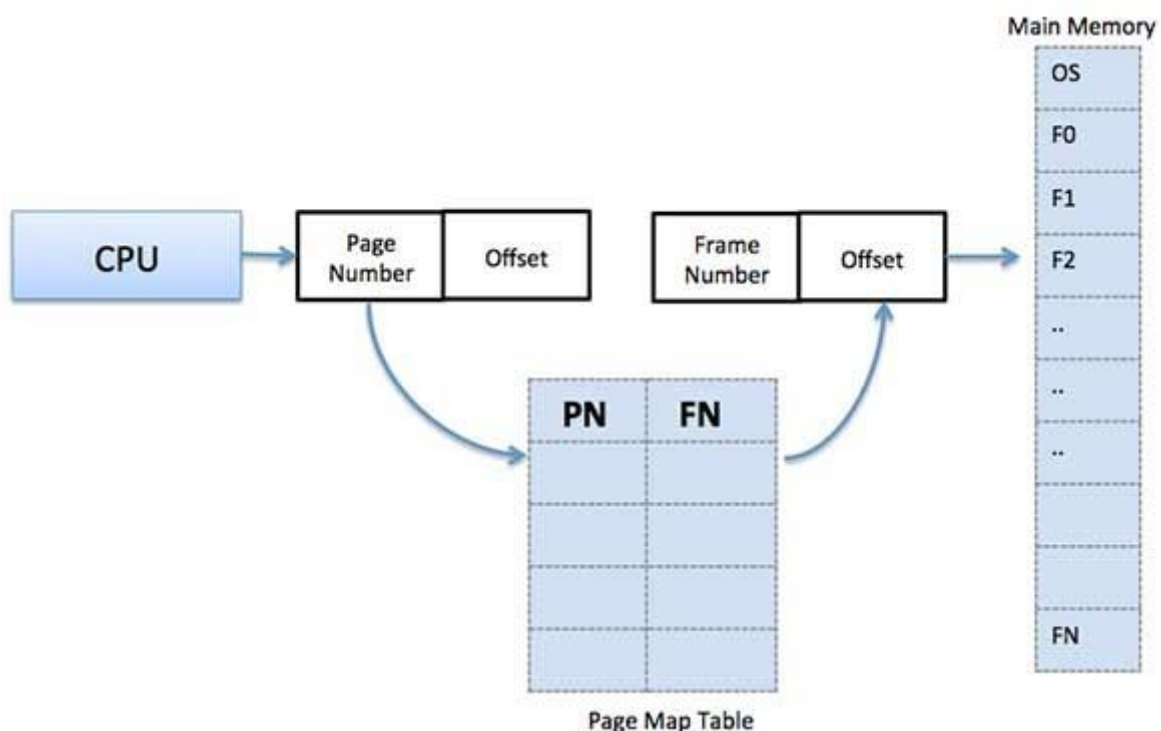 Main Memory
OS
F0
F1
F2
..
..
..
FN
CPU
Page
Number
Offset
Frame
Number
Offset
PN
FN
Page Map Table